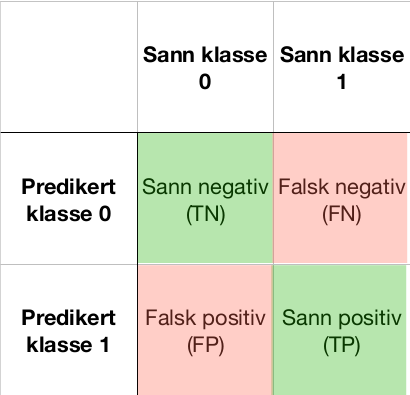 Sann klasse
0
Sann klasse
1
Predikert
klasse 0
Sann negativ
(TN)
Falsk negativ
(FN)
Predikert
klasse 1
Falsk positiv
(FP)
Sann positiv
(TP)